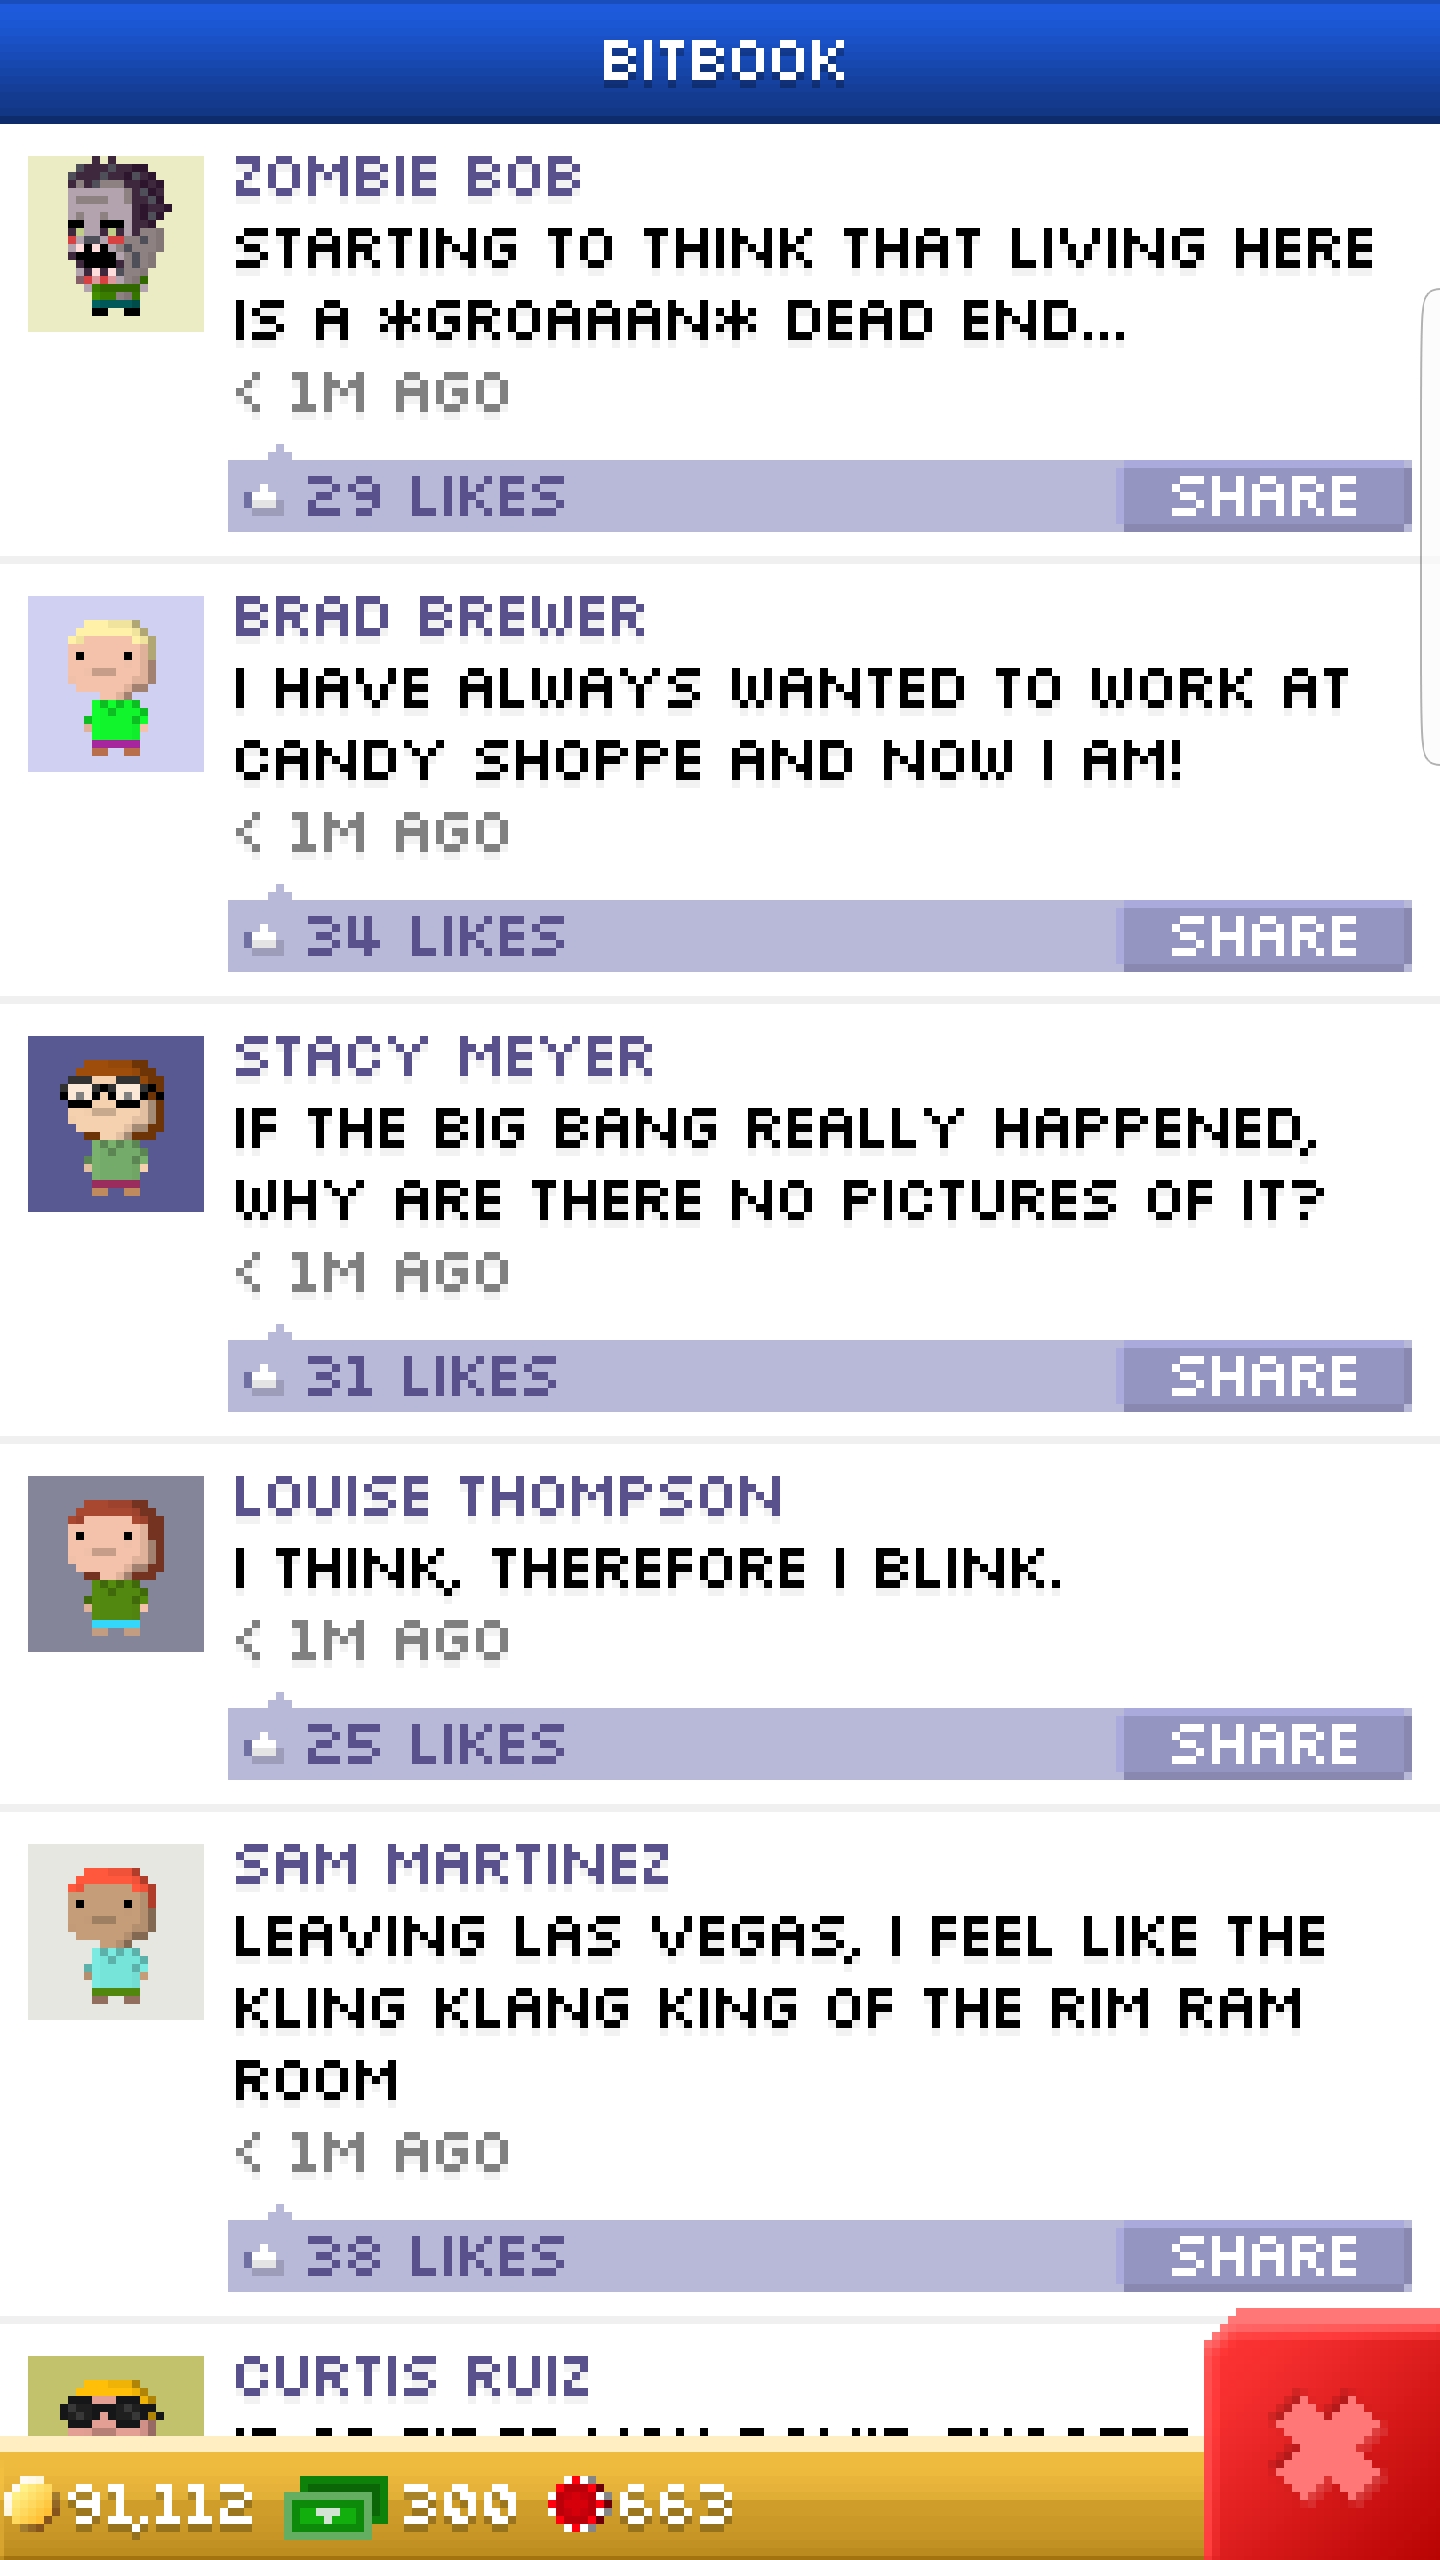 BITBOOK
ZOMBIE BOB
STARTING TO THINK THAT LIVING HERE
IS A *GROAAAN* DEAD END...
< 1M AGO
29 LIKES SHARE
BRAD BREWER
I HAVE ALWAYS WANTED TO WORK AT
CANDY SHOPPE AND NOW I AM!
< 1M AGO
34 LIKES SHARE
STACY MEYER
IF THE BIG BANG REALLY HAPPENED,
WHY ARE THERE NO PICTURES OF IT?
< 1M AGO
31 LIKES SHARE
LOUISE THOMPSON
I THINK, THEREFORE I BLINK.
< 1M AGO
25 LIKES SHARE
SAM MARTINEZ
LEAVING LAS VEGAS, I FEEL LIKE THE
KLING KLANG KING OF THE RIM RAM
ROOM
< 1M AGO
38 LIKES SHARE
CURTIS RUIZ
91,112 300 663